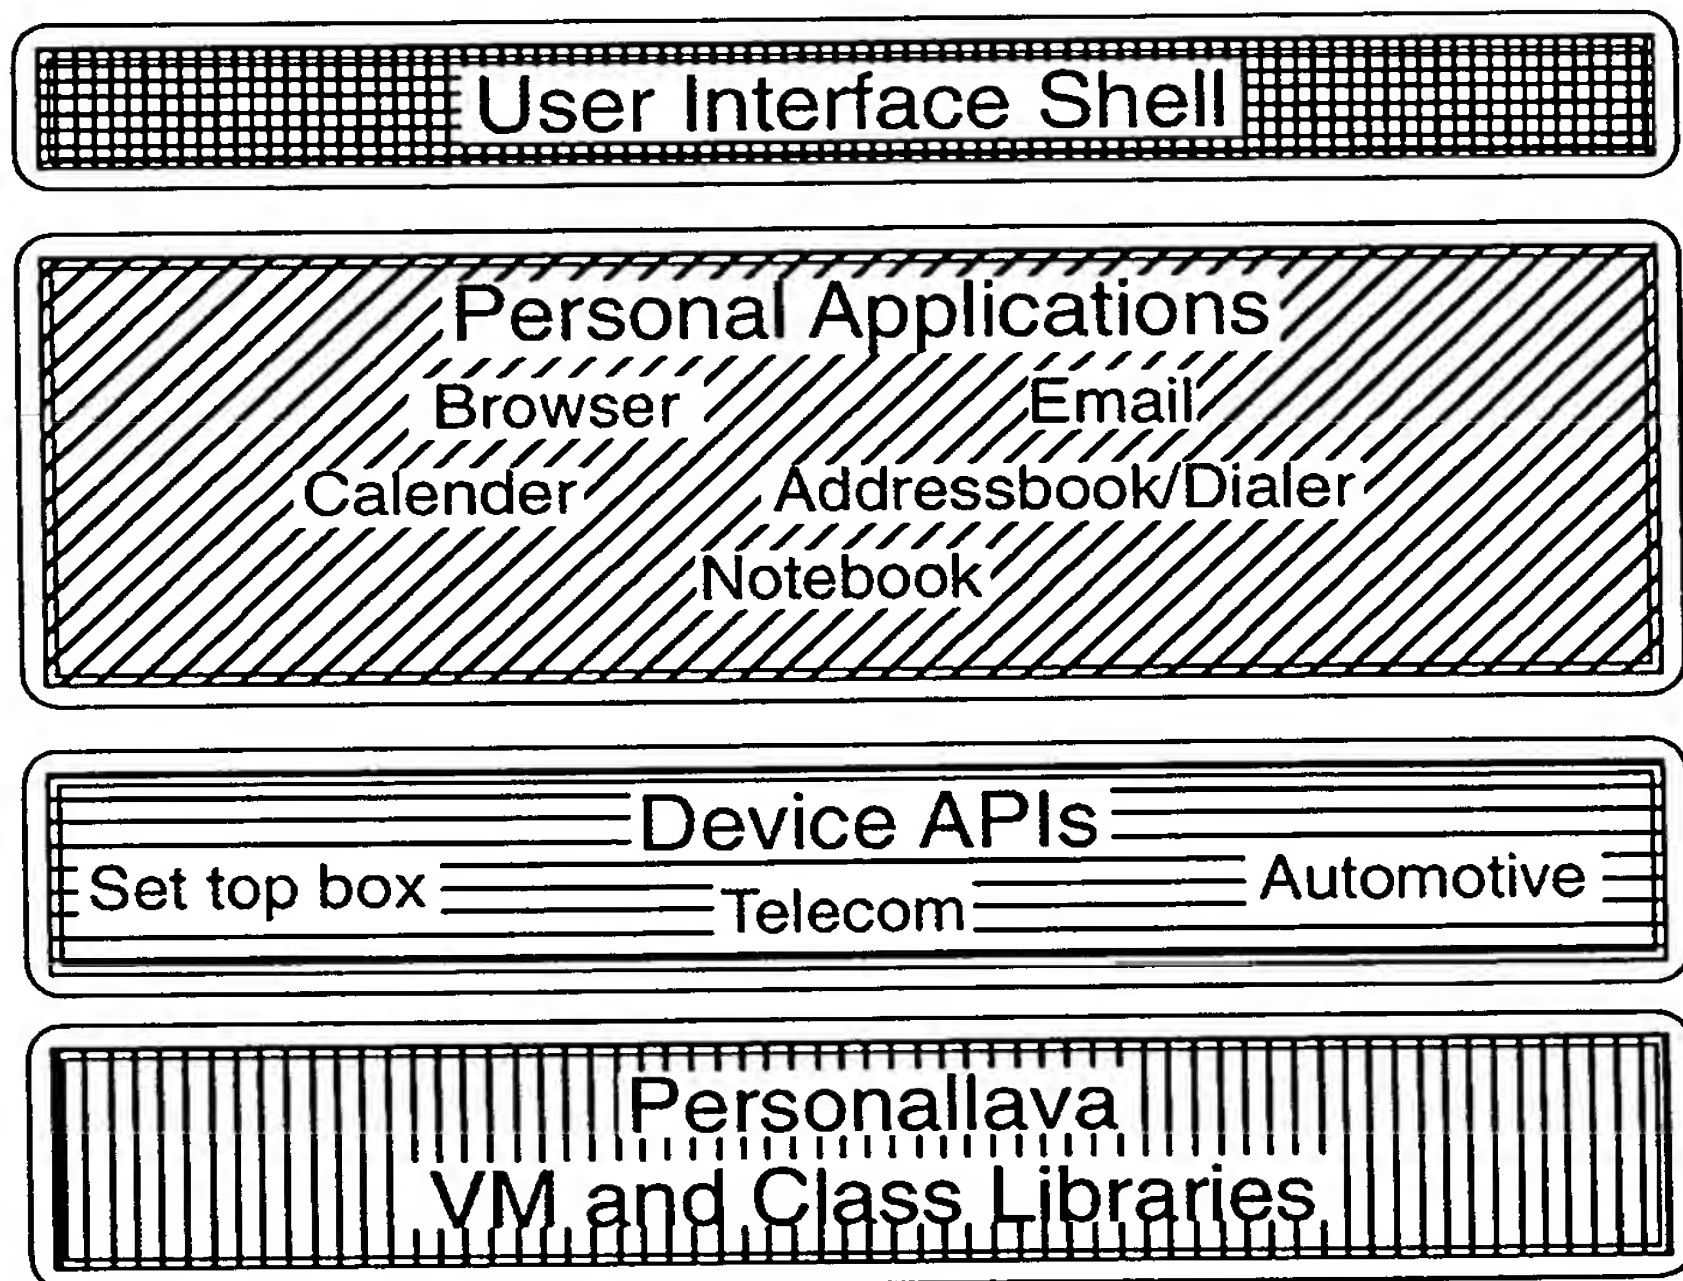 User Interface Shell
Personal Applications
Browser Email
Calender Addressbook/Dialer
Notebook
Device APIs
Set top box Telecom Automotive
Personallava
VM and Class Libraries